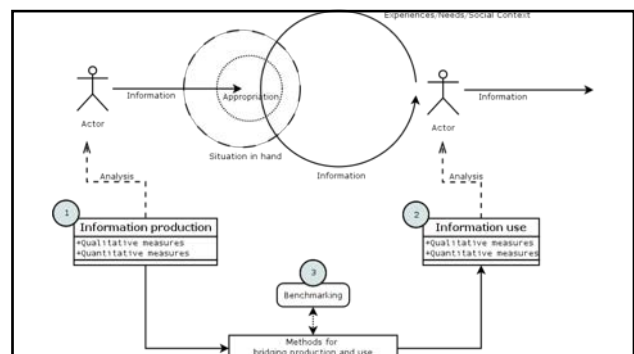 Experiences/Needs/Social Context
Information
Appropriation
Information
Actor
Actor
Situation in hand
Information
Analysis
Analysis
1
2
Information production
+Qualitative measures
+Quantitative measures
Information use
+Qualitative measures
+Quantitative measures
3
Benchmarking
Methods for
bridging production and use